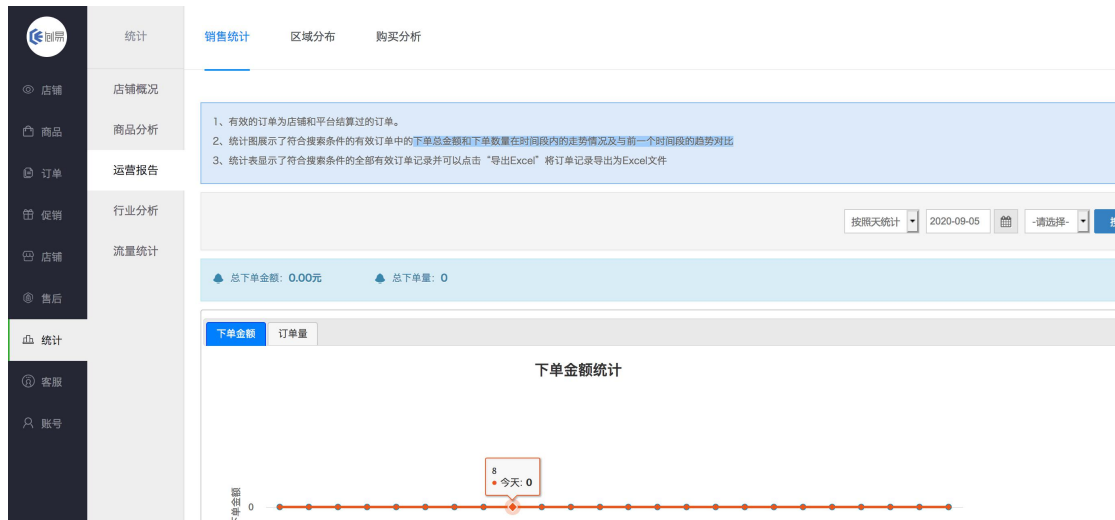 创易
店铺
商品
订单
促销
店铺
售后
统计
客服
账号
统计
店铺概况
商品分析
运营报告
行业分析
流量统计
销售统计 区域分布 购买分析
1、有效的订单为店铺和平台结算过的订单。
2、统计图展示了符合搜索条件的有效订单中的下单总金额和下单数量在时间段内的走势情况及与前一个时间段的趋势对比
3、统计表显示了符合搜索条件的全部有效订单记录并可以点击“导出Excel”将订单记录导出为Excel文件
按照天统计 2020-09-05 -请选择-
总下单金额: 0.00元 总下单量: 0
下单金额 订单量
下单金额统计
8
今天: 0
下单金额
0